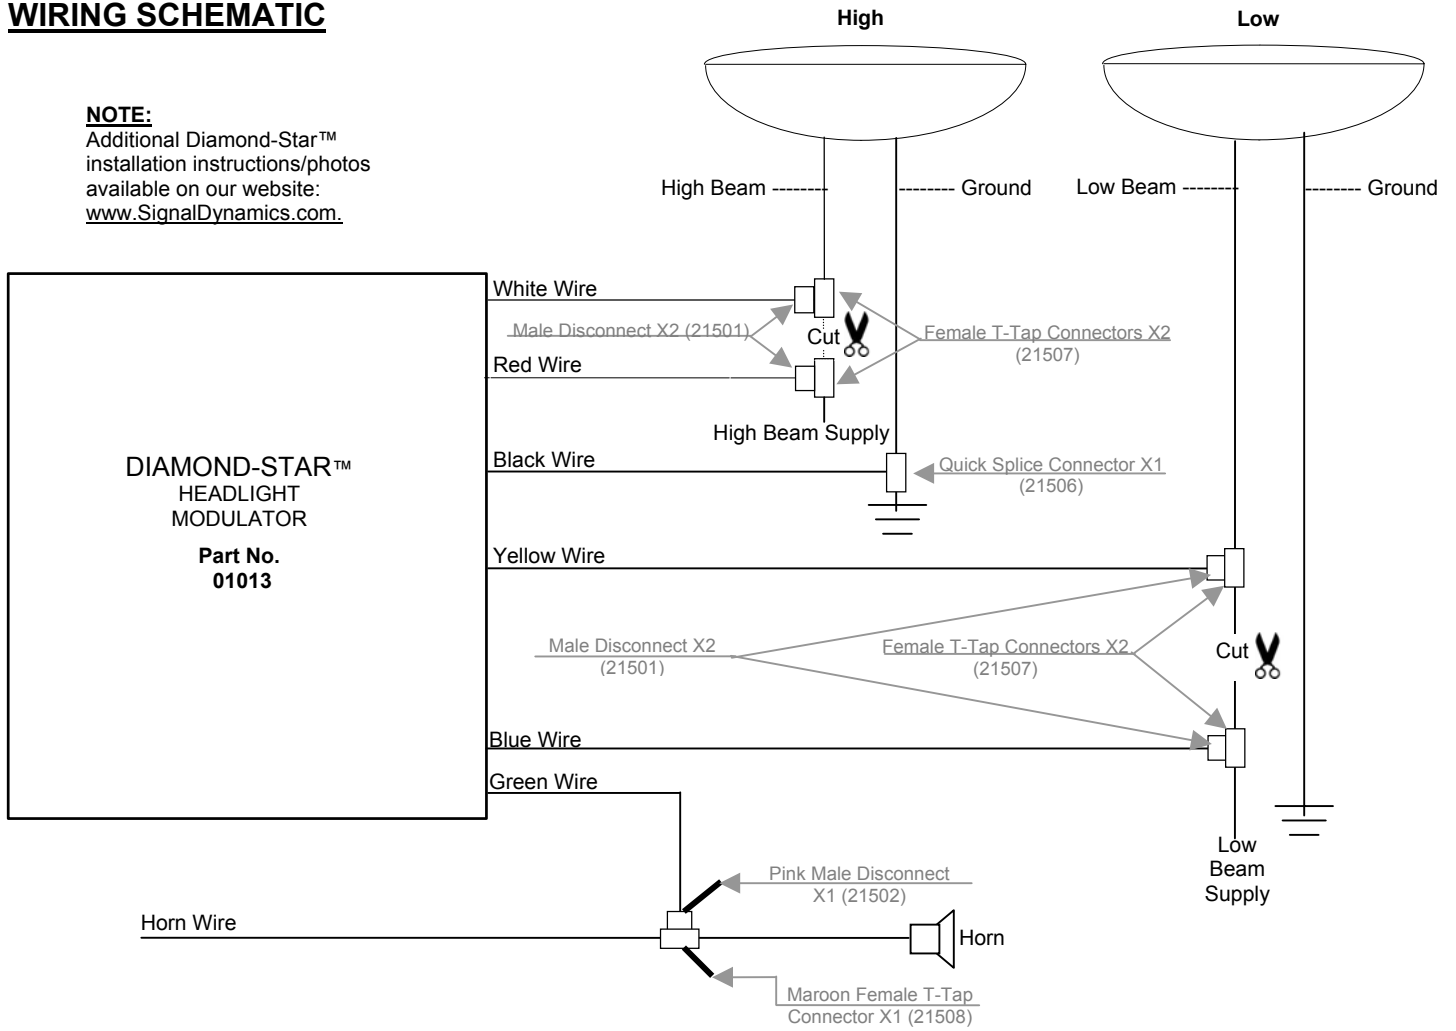 WIRING SCHEMATIC
High
Low
NOTE:
Additional Diamond-Star™
installation instructions/photos
available on our website:
www.SignalDynamics.com.
High Beam
Ground
Low Beam
Ground
White Wire
Male Disconnect X2 (21501)
Cut
Female T-Tap Connectors X2
(21507)
Red Wire
High Beam Supply
Black Wire
Quick Splice Connector X1
(21506)
DIAMOND-STAR™
HEADLIGHT
MODULATOR
Part No.
01013
Yellow Wire
Male Disconnect X2
(21501)
Female T-Tap Connectors X2
(21507)
Cut
Blue Wire
Green Wire
Low
Beam
Supply
Pink Male Disconnect
X1 (21502)
Horn Wire
Horn
Maroon Female T-Tap
Connector X1 (21508)